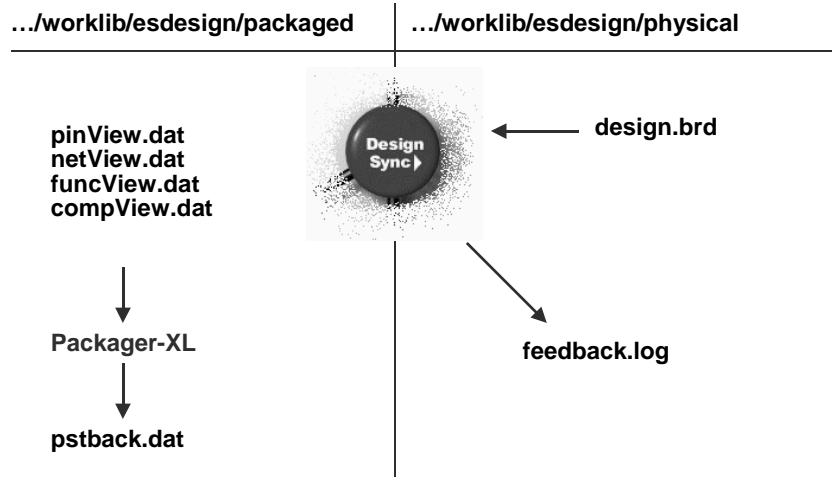 …/worklib/esdesign/packaged
…/worklib/esdesign/physical
pinView.dat
netView.dat
funcView.dat
compView.dat
Design
Sync
design.brd
Packager-XL
feedback.log
pstback.dat